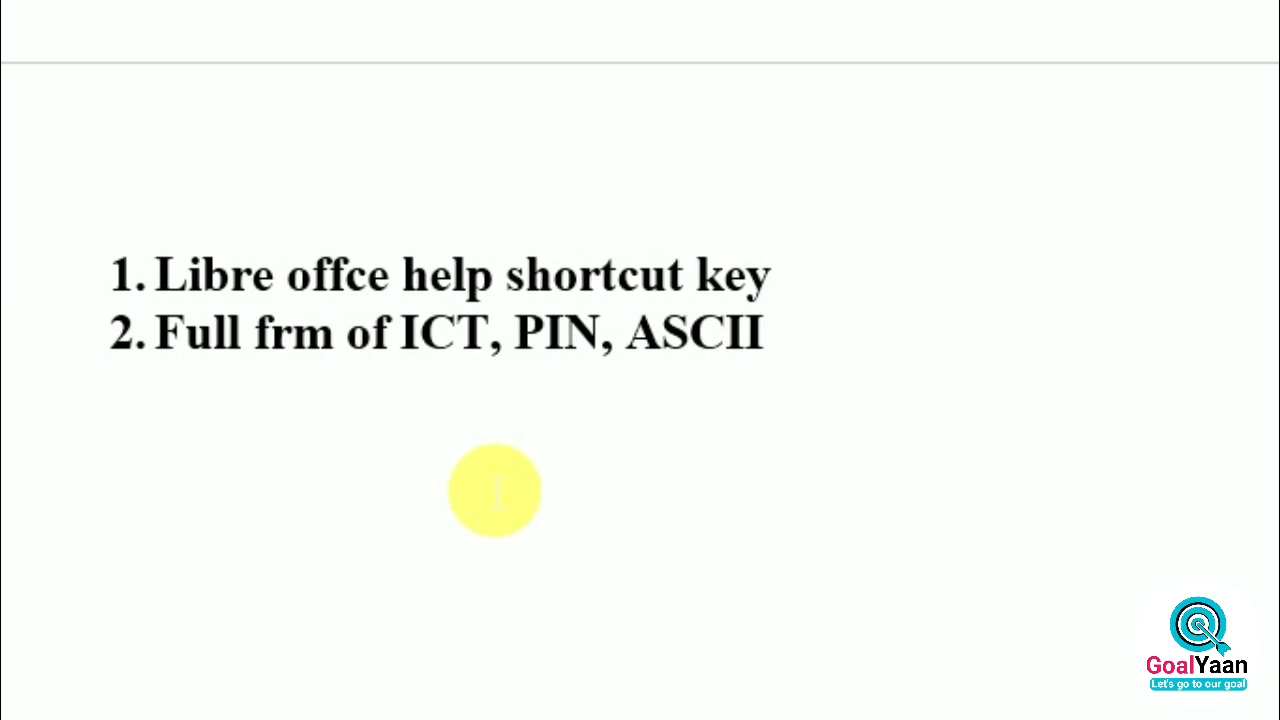 1. Libre offce help shortcut key
2. Full frm of ICT, PIN, ASCII
GoalYaan
Let's go to our goal